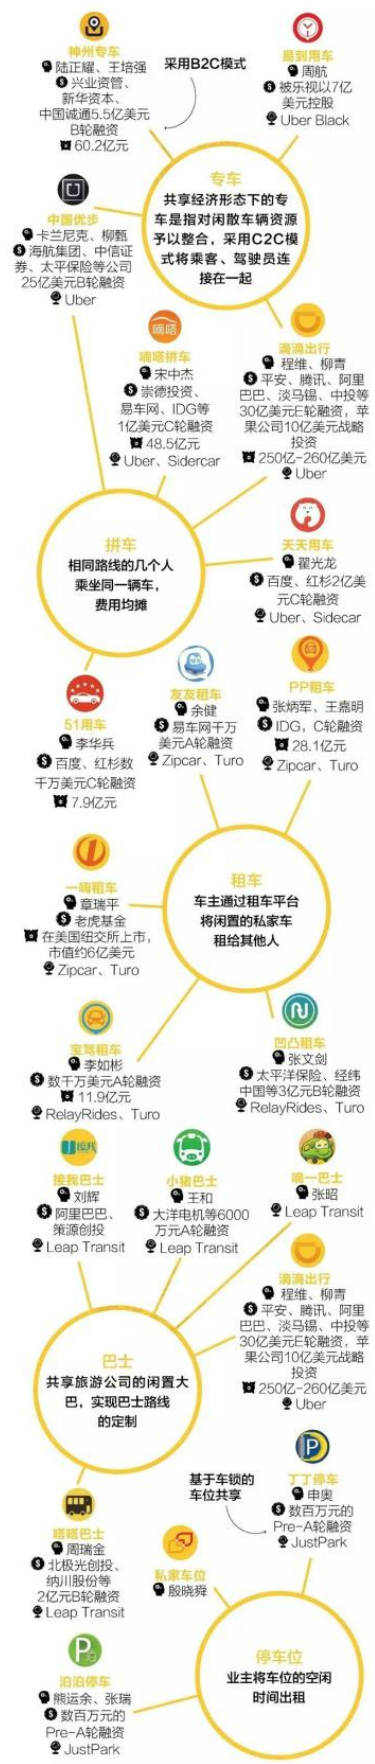 神州专车
陆正耀、王培强
兴业资管、
新华资本、
中国诚通5.5亿美元
B轮融资
60.2亿元
采用B2C模式
易到用车
周航
被乐视以7亿
美元控股
Uber Black
专车
共享经济形态下的专
车是指对闲散车辆资源
予以整合，采用C2C模
式将乘客、驾驶员连
接在一起
中国优步
卡兰尼克、柳甄
海航集团、中信证
券、太平保险等公司
25亿美元B轮融资
Uber
嘀嗒
嘀嗒拼车
宋中杰
崇德投资、
易车网、IDG等
1亿美元C轮融资
48.5亿元
Uber、Sidercar
滴滴出行
程维、柳青
平安、腾讯、阿里
巴巴、淡马锡、中投等
30亿美元E轮融资，苹
果公司10亿美元战略
投资
250亿-260亿美元
Uber
拼车
相同路线的几个人
乘坐同一辆车，
费用均摊
天天用车
翟光龙
百度、红杉2亿美
元C轮融资
Uber、Sidecar
51用车
李华兵
百度、红杉数
千万美元C轮融资
7.9亿元
友友租车
余健
易车网千万
美元A轮融资
Zipcar、Turo
PP租车
张炳军、王嘉明
IDG，C轮融资
28.1亿元
Zipcar、Turo
租车
车主通过租车平台
将闲置的私家车
租给其他人
一嗨租车
章瑞平
老虎基金
在美国纽交所上市，
市值约6亿美元
Zipcar、Turo
宝驾租车
李如彬
数千万美元A轮融资
11.9亿元
RelayRides、Turo
凹凸租车
张文剑
太平洋保险、经纬
中国等3亿元B轮融资
RelayRides、Turo
接我
接我巴士
刘辉
阿里巴巴、
策源创投
Leap Transit
小猪巴士
王和
大洋电机等6000
万元A轮融资
Leap Transit
嘀一巴士
张昭
Leap Transit
滴滴出行
程维、柳青
平安、腾讯、阿里
巴巴、淡马锡、中投等
30亿美元E轮融资，苹
果公司10亿美元战略
投资
250亿-260亿美元
Uber
巴士
共享旅游公司的闲置大
巴，实现巴士路线
的定制
嗒嗒巴士
周瑞金
北极光创投、
纳川股份等
2亿元B轮融资
Leap Transit
基于车锁的
车位共享
P
丁丁停车
申奥
数百万元的
Pre-A轮融资
JustPark
私家车位
殷晓舜
停车位
业主将车位的空闲
时间出租
P泊
泊泊停车
熊运余、张瑞
数百万元的
Pre-A轮融资
JustPark